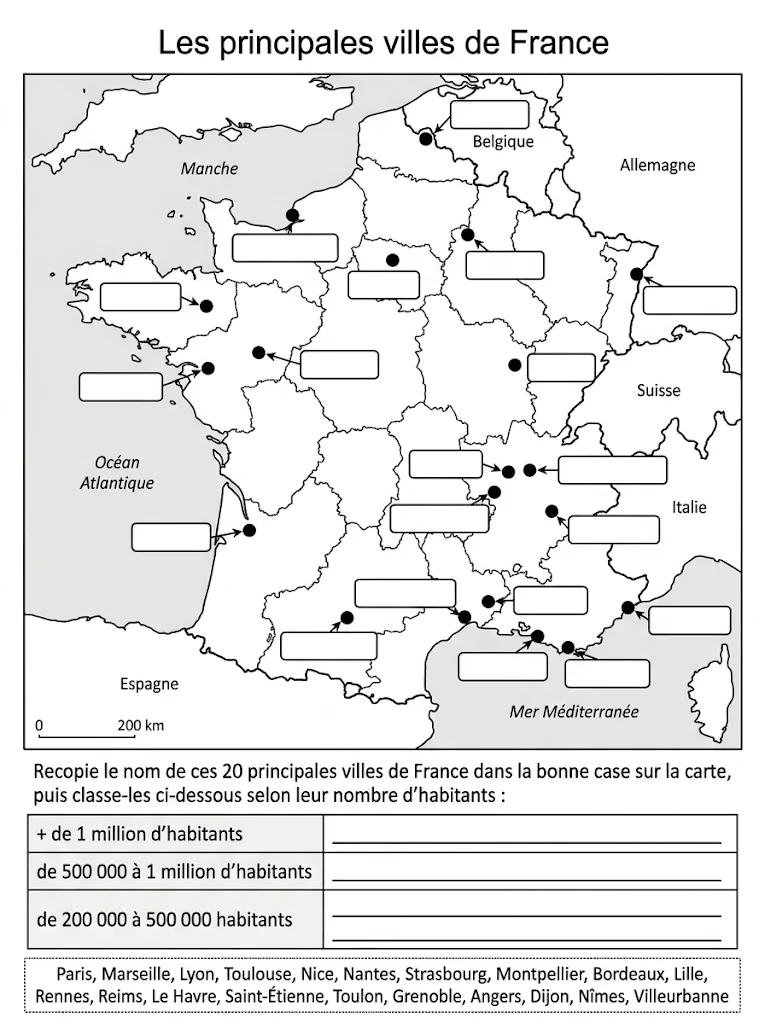 Les principales villes de France
Belgique
Allemagne
Manche
Suisse
Océan
Atlantique
Italie
Espagne
Mer Méditerranée
0 200 km
Recopie le nom de ces 20 principales villes de France dans la bonne case sur la carte,
puis classe-les ci-dessous selon leur nombre d’habitants :
+ de 1 million d’habitants
de 500 000 à 1 million d’habitants
de 200 000 à 500 000 habitants
Paris, Marseille, Lyon, Toulouse, Nice, Nantes, Strasbourg, Montpellier, Bordeaux, Lille,
Rennes, Reims, Le Havre, Saint-Étienne, Toulon, Grenoble, Angers, Dijon, Nîmes, Villeurbanne